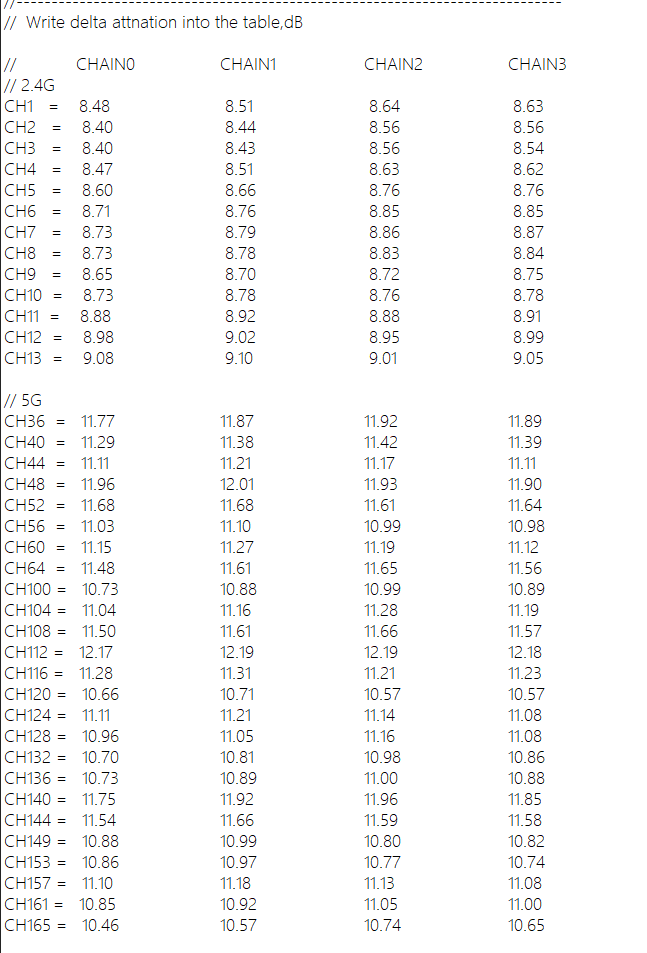 //------------------------------------------------------------------------------
// Write delta attnation into the table,dB
// CHAIN0 CHAIN1 CHAIN2 CHAIN3
// 2.4G
CH1 = 8.48 8.51 8.64 8.63
CH2 = 8.40 8.44 8.56 8.56
CH3 = 8.40 8.43 8.56 8.54
CH4 = 8.47 8.51 8.63 8.62
CH5 = 8.60 8.66 8.76 8.76
CH6 = 8.71 8.76 8.85 8.85
CH7 = 8.73 8.79 8.86 8.87
CH8 = 8.73 8.78 8.83 8.84
CH9 = 8.65 8.70 8.72 8.75
CH10 = 8.73 8.78 8.76 8.78
CH11 = 8.88 8.92 8.88 8.91
CH12 = 8.98 9.02 8.95 8.99
CH13 = 9.08 9.10 9.01 9.05
// 5G
CH36 = 11.77 11.87 11.92 11.89
CH40 = 11.29 11.38 11.42 11.39
CH44 = 11.11 11.21 11.17 11.11
CH48 = 11.96 12.01 11.93 11.90
CH52 = 11.68 11.68 11.61 11.64
CH56 = 11.03 11.10 10.99 10.98
CH60 = 11.15 11.27 11.19 11.12
CH64 = 11.48 11.61 11.65 11.56
CH100 = 10.73 10.88 10.99 10.89
CH104 = 11.04 11.16 11.28 11.19
CH108 = 11.50 11.61 11.66 11.57
CH112 = 12.17 12.19 12.19 12.18
CH116 = 11.28 11.31 11.21 11.23
CH120 = 10.66 10.71 10.57 10.57
CH124 = 11.11 11.21 11.14 11.08
CH128 = 10.96 11.05 11.16 11.08
CH132 = 10.70 10.81 10.98 10.86
CH136 = 10.73 10.89 11.00 10.88
CH140 = 11.75 11.92 11.96 11.85
CH144 = 11.54 11.66 11.59 11.58
CH149 = 10.88 10.99 10.80 10.82
CH153 = 10.86 10.97 10.77 10.74
CH157 = 11.10 11.18 11.13 11.08
CH161 = 10.85 10.92 11.05 11.00
CH165 = 10.46 10.57 10.74 10.65